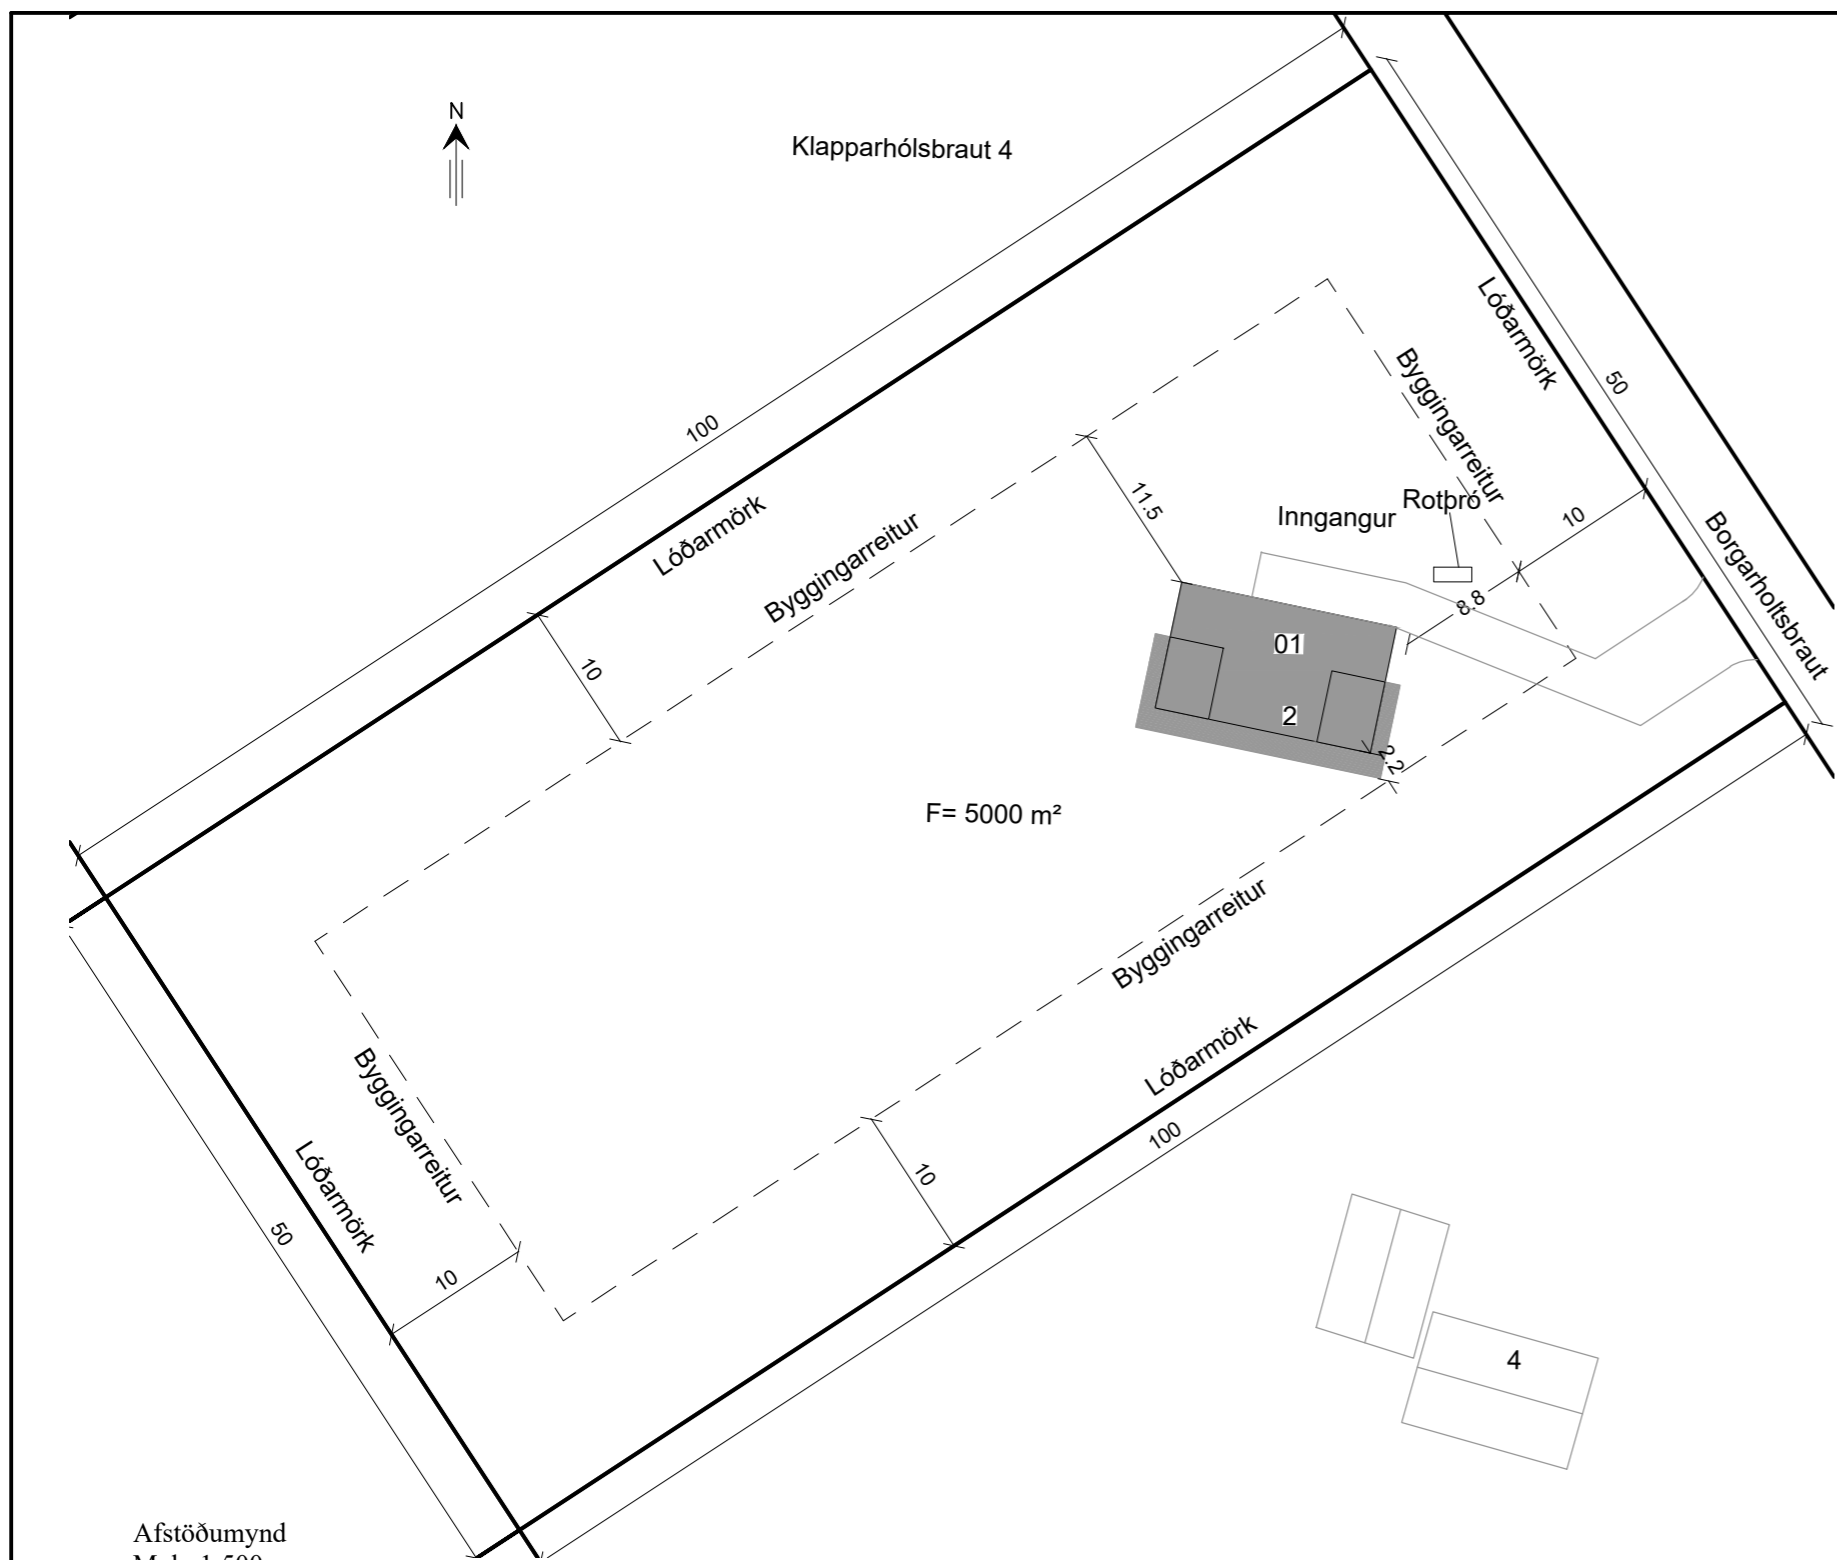 N
Klapparhólsbraut 4
Lóðarmörk
50
Byggingarreitur
100
Rotþró
Inngangur
11.5
10
Lóðarmörk
Byggingarreitur
Borgarholtsbraut
8.8
01
10
2
2.2
F= 5000 m²
Byggingarreitur
Lóðarmörk
Byggingarreitur
100
Lóðarmörk
10
50
10
4
Afstöðumynd